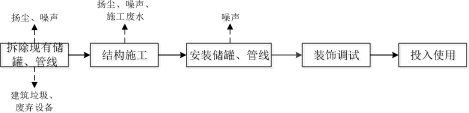 扬尘、噪声
扬尘、噪声、
施工废水
噪声
拆除现有储
罐、管线
结构施工
安装储罐、管线
装饰调试
投入使用
建筑垃圾、
废弃设备